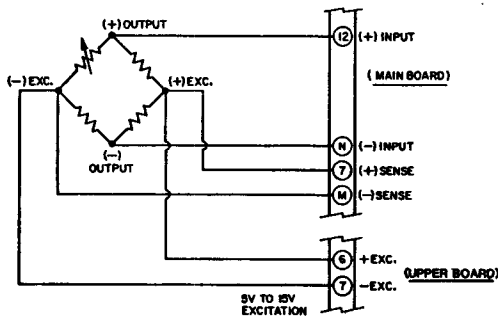 (+) OUTPUT
12 (+) INPUT
(−) EXC.
(+) EXC.
(MAIN BOARD)
(−)
OUTPUT
N (−) INPUT
7 (+) SENSE
M (−) SENSE
6 +EXC.
(UPPER BOARD)
7 −EXC.
5V TO 15V
EXCITATION